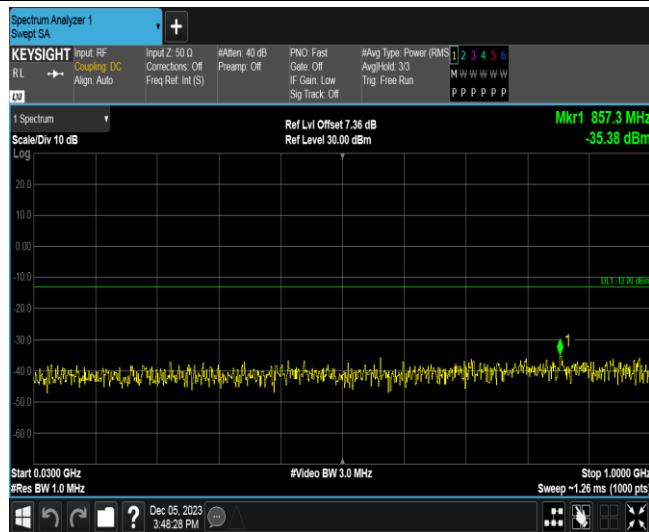 Spectrum Analyzer 1
Swept SA
+
KEYSIGHT
RL
LXI
Input: RF
Coupling: DC
Align: Auto
Input Z: 50 Ω
Corrections: Off
Freq Ref: Int (S)
#Atten: 40 dB
Preamp: Off
PNO: Fast
Gate: Off
IF Gain: Low
Sig Track: Off
#Avg Type: Power (RMS
Avg|Hold: 3/3
Trig: Free Run
1 2 3 4 5 6
M W W W W W
P P P P P P
1 Spectrum
Scale/Div 10 dB
Ref Lvl Offset 7.36 dB
Ref Level 30.00 dBm
Mkr1 857.3 MHz
-35.38 dBm
Log
20.0
10.0
0.00
-10.0
DL1 -13.00 dBm
-20.0
-30.0
1
-40.0
-50.0
-60.0
Start 0.0300 GHz
#Video BW 3.0 MHz
Stop 1.0000 GHz
#Res BW 1.0 MHz
Sweep ~1.26 ms (1000 pts)
?
Dec 05, 2023
3:48:28 PM